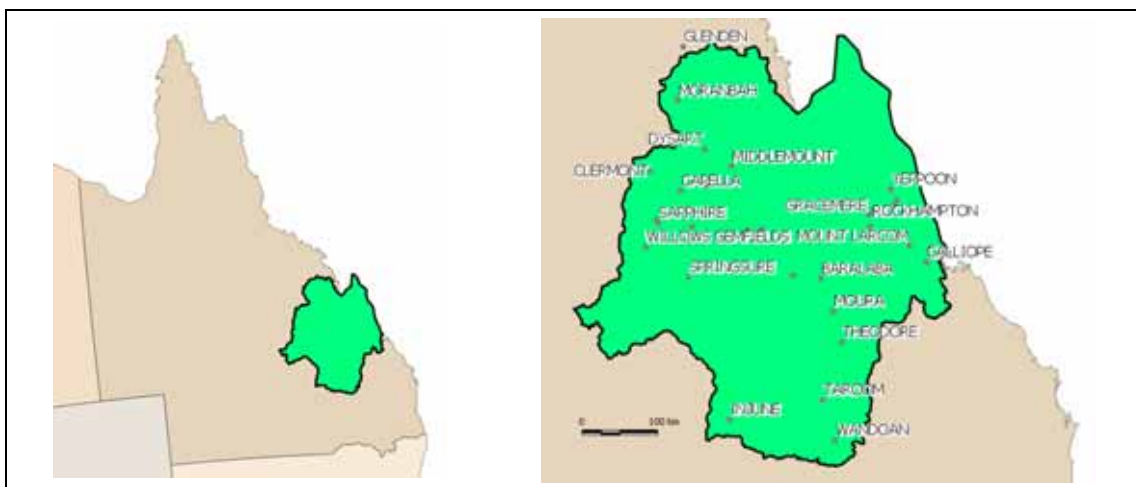 GLENDEN
MORANBAH
DYSART
MIDDLEMOUNT
CLERMONT
CAPELLA
YEPPOON
SAPPHIRE
GRACEMERE
ROCKHAMPTON
WILLOWS GEMFIELDS
MOUNT LARCOM
CALLIOPE
SPRINGSURE
BARALABA
MOURA
THEODORE
TAROOM
INJUNE
0 100 km
WANDOAN